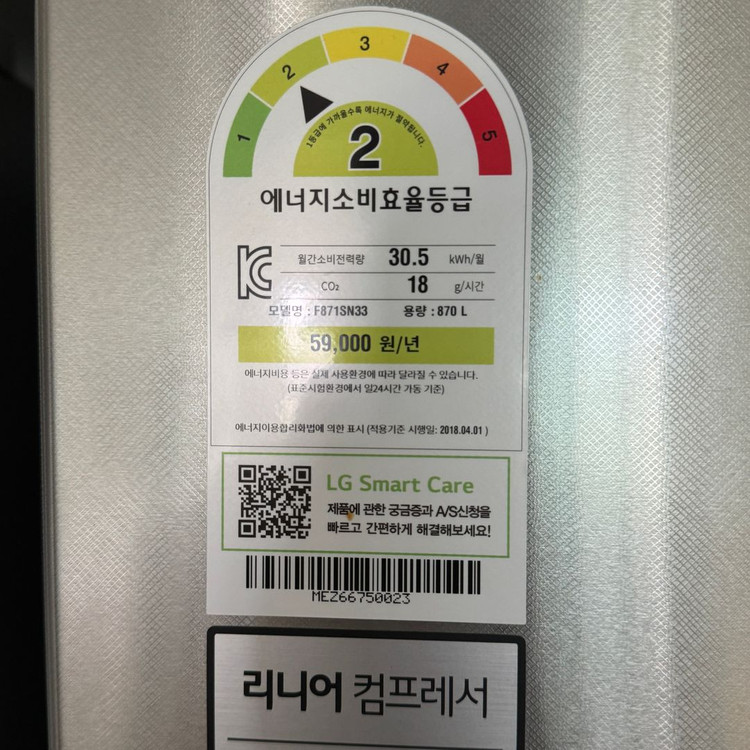 1
2
3
4
5
1등급에 가까울수록 에너지가 절약됩니다.
2
에너지소비효율등급
월간소비전력량 30.5 kWh/월
CO₂ 18 g/시간
모델명 : F871SN33 용량 : 870 L
59,000 원/년
에너지비용 등은 실제 사용환경에 따라 달라질 수 있습니다.
(표준시험환경에서 일24시간 가동 기준)
에너지이용합리화법에 의한 표시 (적용기준 시행일: 2018.04.01 )
LG Smart Care
제품에 관한 궁금증과 A/S신청을
빠르고 간편하게 해결해보세요!
MEZ66750023
리니어 컴프레서